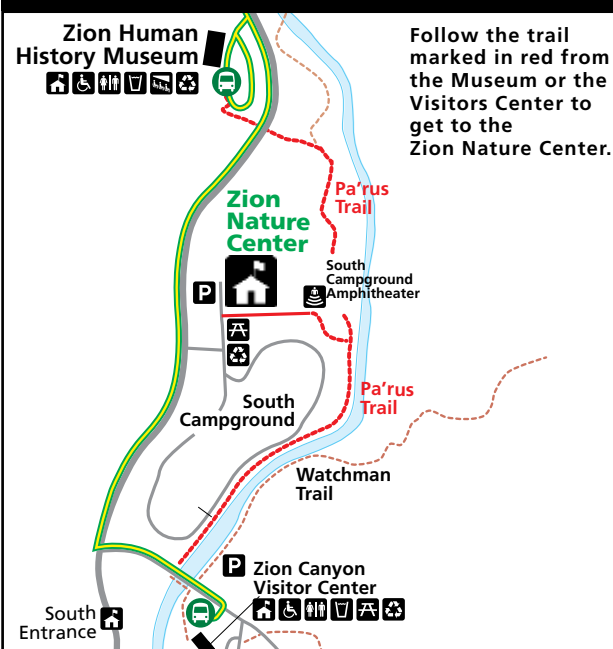 Zion Human
History Museum
Follow the trail
marked in red from
the Museum or the
Visitors Center to
get to the
Zion Nature Center.
Pa'rus
Trail
Zion
Nature
Center
South
Campground
Amphitheater
P
Pa'rus
Trail
South
Campground
Watchman
Trail
P
Zion Canyon
Visitor Center
South
Entrance